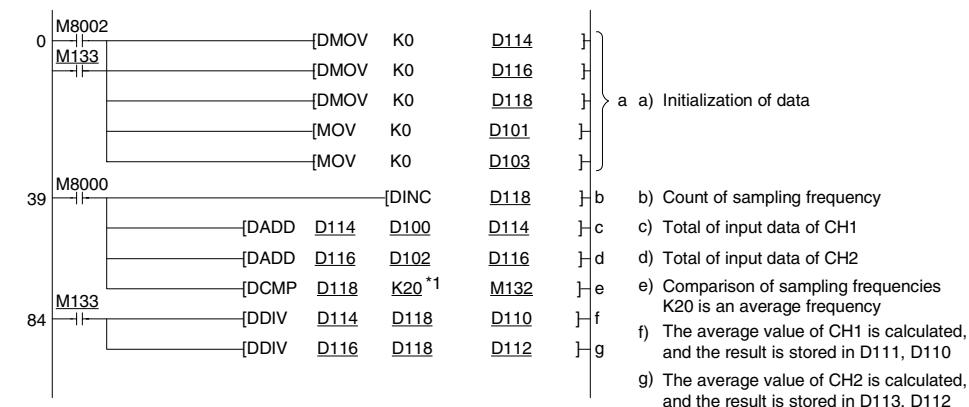 M8002
0 [DMOV K0 D114 ]
M133
[DMOV K0 D116 ]
[DMOV K0 D118 ] a a) Initialization of data
[MOV K0 D101 ]
[MOV K0 D103 ]
M8000
39 [DINC D118 ] b b) Count of sampling frequency
[DADD D114 D100 D114 ] c c) Total of input data of CH1
[DADD D116 D102 D116 ] d d) Total of input data of CH2
[DCMP D118 K20 *1 M132 ] e e) Comparison of sampling frequencies
K20 is an average frequency
M133
84 [DDIV D114 D118 D110 ] f f) The average value of CH1 is calculated,
and the result is stored in D111, D110
[DDIV D116 D118 D112 ] g
g) The average value of CH2 is calculated,
and the result is stored in D113, D112